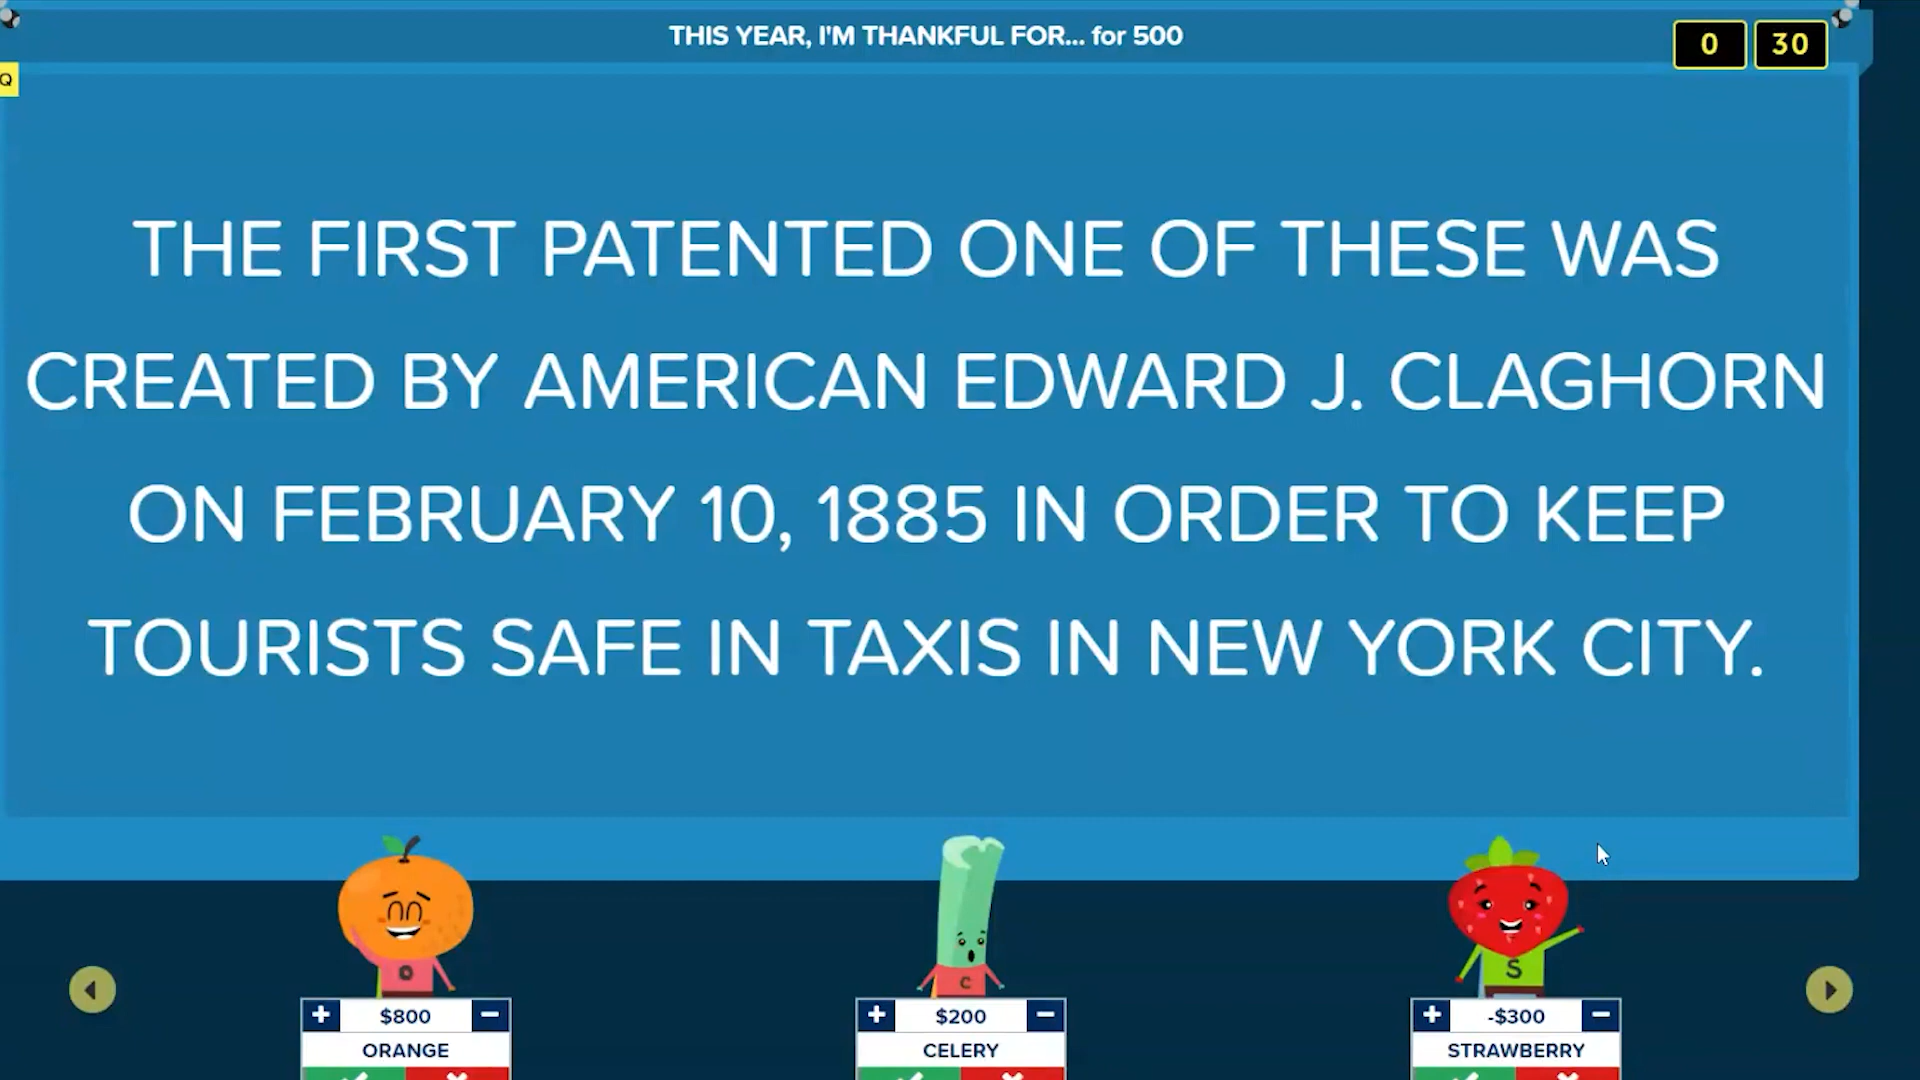 THIS YEAR, I'M THANKFUL FOR... for 500
0 30
Q
THE FIRST PATENTED ONE OF THESE WAS
CREATED BY AMERICAN EDWARD J. CLAGHORN
ON FEBRUARY 10, 1885 IN ORDER TO KEEP
TOURISTS SAFE IN TAXIS IN NEW YORK CITY.
O C S
+ $800 − + $200 − + -$300 −
ORANGE CELERY STRAWBERRY